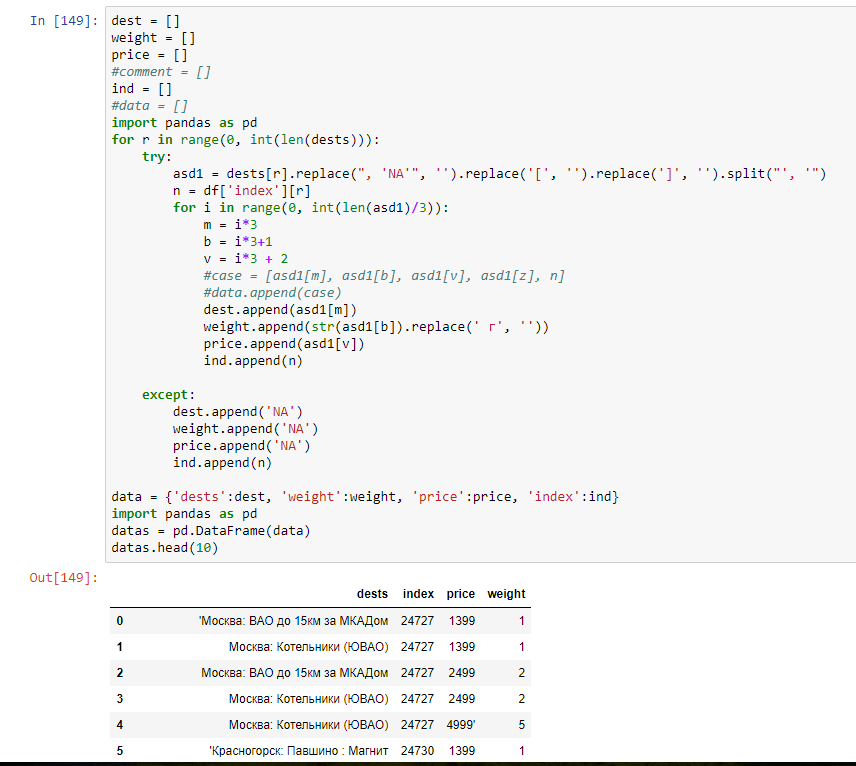 In [149]: dest = []
weight = []
price = []
#comment = []
ind = []
#data = []
import pandas as pd
for r in range(0, int(len(dests))):
    try:
        asd1 = dests[r].replace(", 'NA'", '').replace('[', '').replace(']', '').split("', '")
        n = df['index'][r]
        for i in range(0, int(len(asd1)/3)):
            m = i*3
            b = i*3+1
            v = i*3 + 2
            #case = [asd1[m], asd1[b], asd1[v], asd1[z], n]
            #data.append(case)
            dest.append(asd1[m])
            weight.append(str(asd1[b]).replace(' г', ''))
            price.append(asd1[v])
            ind.append(n)
    except:
        dest.append('NA')
        weight.append('NA')
        price.append('NA')
        ind.append(n)
data = {'dests':dest, 'weight':weight, 'price':price, 'index':ind}
import pandas as pd
datas = pd.DataFrame(data)
datas.head(10)
Out[149]:
dests index price weight
0 'Москва: ВАО до 15км за МКАДом 24727 1399 1
1 Москва: Котельники (ЮВАО) 24727 1399 1
2 Москва: ВАО до 15км за МКАДом 24727 2499 2
3 Москва: Котельники (ЮВАО) 24727 2499 2
4 Москва: Котельники (ЮВАО) 24727 4999' 5
5 'Красногорск: Павшино : Магнит 24730 1399 1